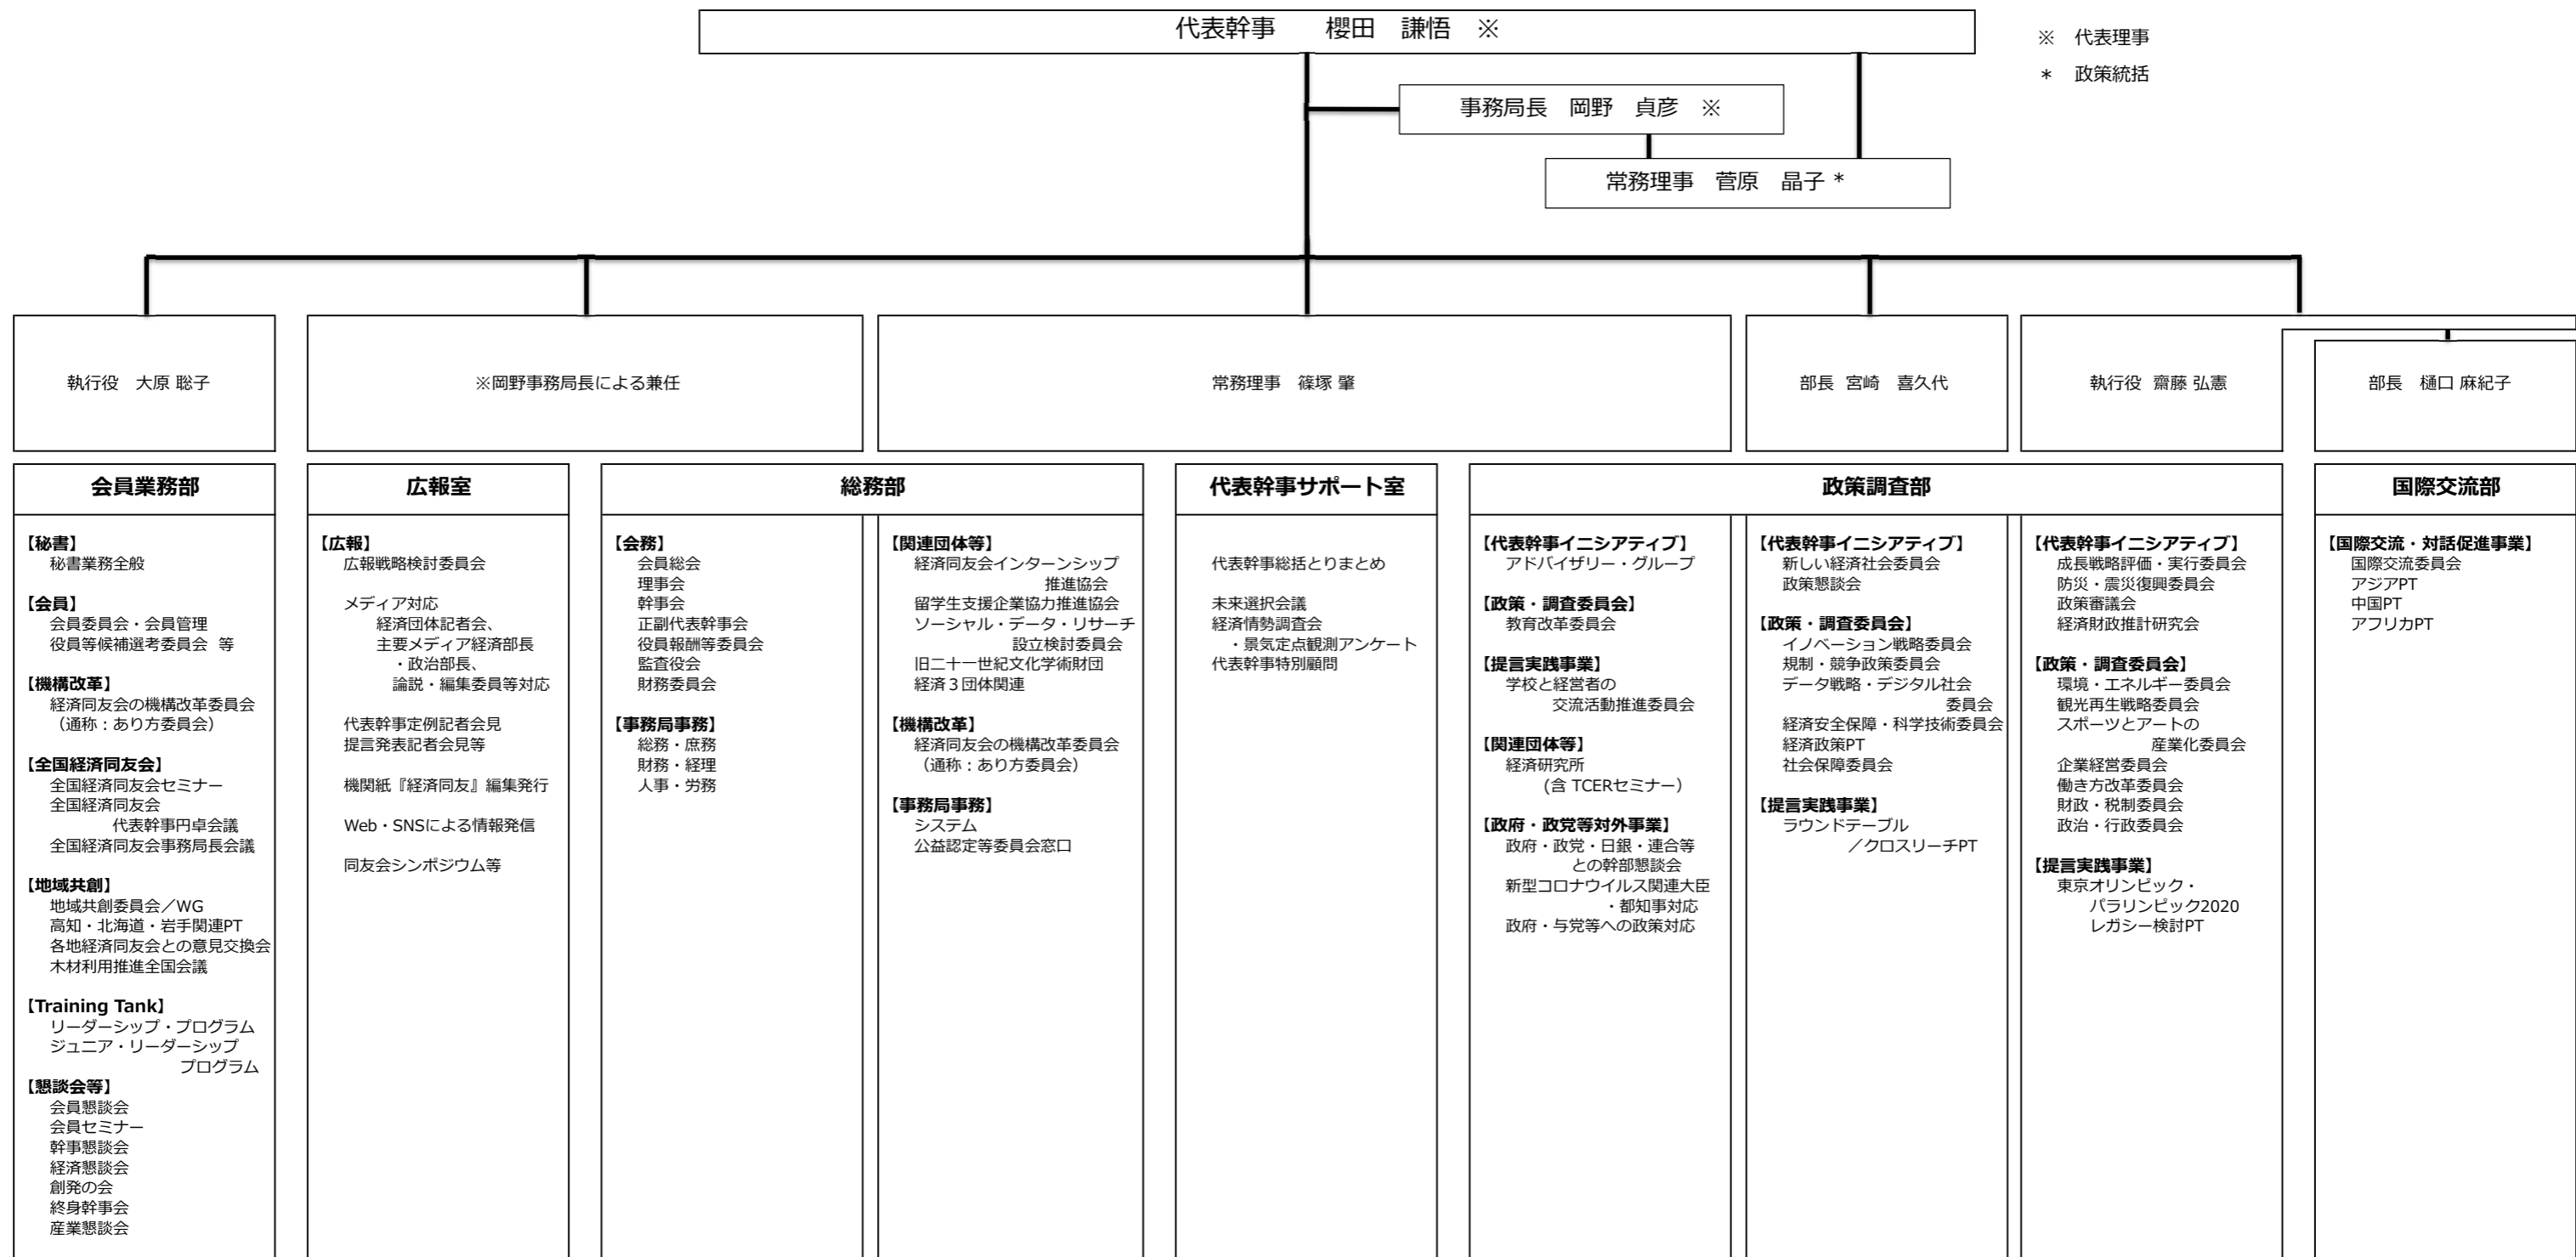 代表幹事　　櫻田　謙悟　※
※　代表理事
*　政策統括
事務局長　岡野　貞彦　※
常務理事　菅原　晶子 *
執行役　大原 聡子
※岡野事務局長による兼任
常務理事　篠塚 肇
部長 宮崎　喜久代
執行役 齋藤 弘憲
部長　樋口 麻紀子
会員業務部
【秘書】
秘書業務全般
【会員】
会員委員会・会員管理
役員等候補選考委員会 等
【機構改革】
経済同友会の機構改革委員会
（通称：あり方委員会）
【全国経済同友会】
全国経済同友会セミナー
全国経済同友会
代表幹事円卓会議
全国経済同友会事務局長会議
【地域共創】
地域共創委員会／WG
高知・北海道・岩手関連PT
各地経済同友会との意見交換会
木材利用推進全国会議
【Training Tank】
リーダーシップ・プログラム
ジュニア・リーダーシップ
プログラム
【懇談会等】
会員懇談会
会員セミナー
幹事懇談会
経済懇談会
創発の会
終身幹事会
産業懇談会
広報室
【広報】
広報戦略検討委員会
メディア対応
経済団体記者会、
主要メディア経済部長
・政治部長、
論説・編集委員等対応
代表幹事定例記者会見
提言発表記者会見等
機関紙『経済同友』編集発行
Web・SNSによる情報発信
同友会シンポジウム等
総務部
【会務】
会員総会
理事会
幹事会
正副代表幹事会
役員報酬等委員会
監査役会
財務委員会
【事務局事務】
総務・庶務
財務・経理
人事・労務
【関連団体等】
経済同友会インターンシップ
推進協会
留学生支援企業協力推進協会
ソーシャル・データ・リサーチ
設立検討委員会
旧二十一世紀文化学術財団
経済３団体関連
【機構改革】
経済同友会の機構改革委員会
（通称：あり方委員会）
【事務局事務】
システム
公益認定等委員会窓口
代表幹事サポート室
代表幹事総括とりまとめ
未来選択会議
経済情勢調査会
・景気定点観測アンケート
代表幹事特別顧問
政策調査部
【代表幹事イニシアティブ】
アドバイザリー・グループ
【政策・調査委員会】
教育改革委員会
【提言実践事業】
学校と経営者の
交流活動推進委員会
【関連団体等】
経済研究所
(含 TCERセミナー）
【政府・政党等対外事業】
政府・政党・日銀・連合等
との幹部懇談会
新型コロナウイルス関連大臣
・都知事対応
政府・与党等への政策対応
【代表幹事イニシアティブ】
新しい経済社会委員会
政策懇談会
【政策・調査委員会】
イノベーション戦略委員会
規制・競争政策委員会
データ戦略・デジタル社会
委員会
経済安全保障・科学技術委員会
経済政策PT
社会保障委員会
【提言実践事業】
ラウンドテーブル
／クロスリーチPT
【代表幹事イニシアティブ】
成長戦略評価・実行委員会
防災・震災復興委員会
政策審議会
経済財政推計研究会
【政策・調査委員会】
環境・エネルギー委員会
観光再生戦略委員会
スポーツとアートの
産業化委員会
企業経営委員会
働き方改革委員会
財政・税制委員会
政治・行政委員会
【提言実践事業】
東京オリンピック・
パラリンピック2020
レガシー検討PT
国際交流部
【国際交流・対話促進事業】
国際交流委員会
アジアPT
中国PT
アフリカPT